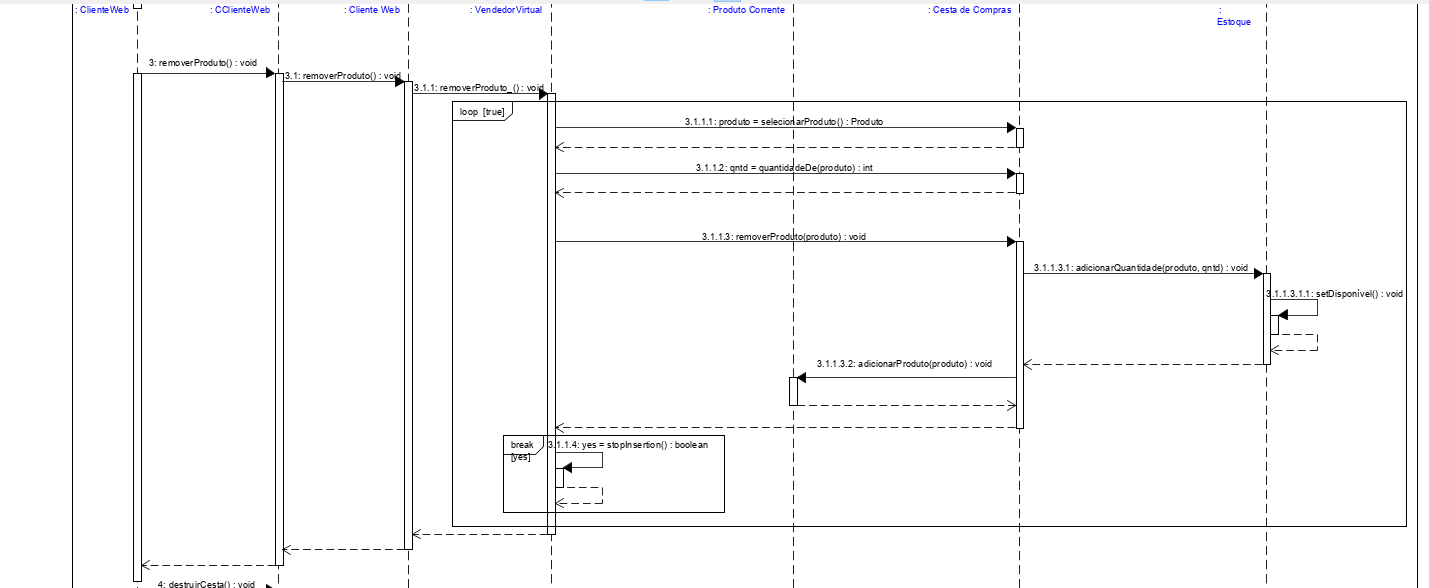 : ClienteWeb
: CClienteWeb
: Cliente Web
: VendedorVirtual
: Produto Corrente
: Cesta de Compras
:
Estoque
3: removerProduto() : void
3.1: removerProduto() : void
3.1.1: removerProduto_() : void
loop [true]
3.1.1.1: produto = selecionarProduto() : Produto
3.1.1.2: qntd = quantidadeDe(produto) : int
3.1.1.3: removerProduto(produto) : void
3.1.1.3.1: adicionarQuantidade(produto, qntd) : void
3.1.1.3.1.1: setDisponível() : void
3.1.1.3.2: adicionarProduto(produto) : void
break
[yes]
3.1.1.4: yes = stopInsertion() : boolean
4: destruirCesta() : void